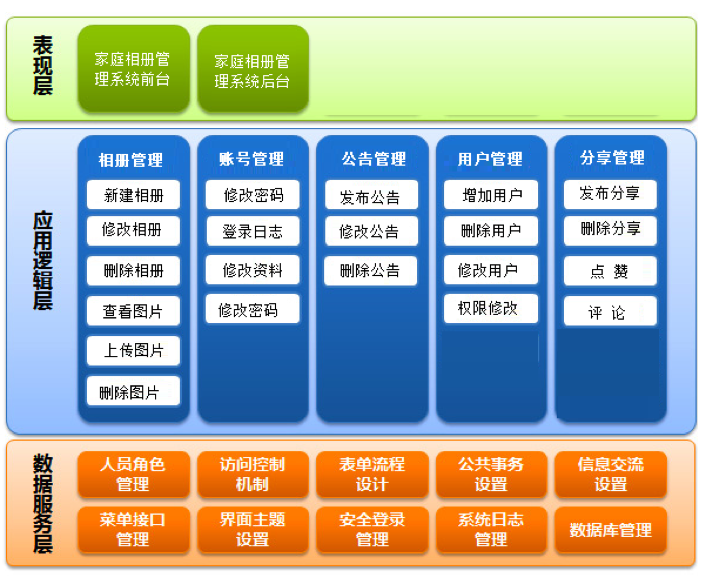 表现层
家庭相册管
理系统前台
家庭相册管
理系统后台
应用逻辑层
相册管理
新建相册
修改相册
删除相册
查看图片
上传图片
删除图片
账号管理
修改密码
登录日志
修改资料
修改密码
公告管理
发布公告
修改公告
删除公告
用户管理
增加用户
删除用户
修改用户
权限修改
分享管理
发布分享
删除分享
点 赞
评 论
数据服务层
人员角色
管理
访问控制
机制
表单流程
设计
公共事务
设置
信息交流
设置
菜单接口
管理
界面主题
设置
安全登录
管理
系统日志
管理
数据库管理